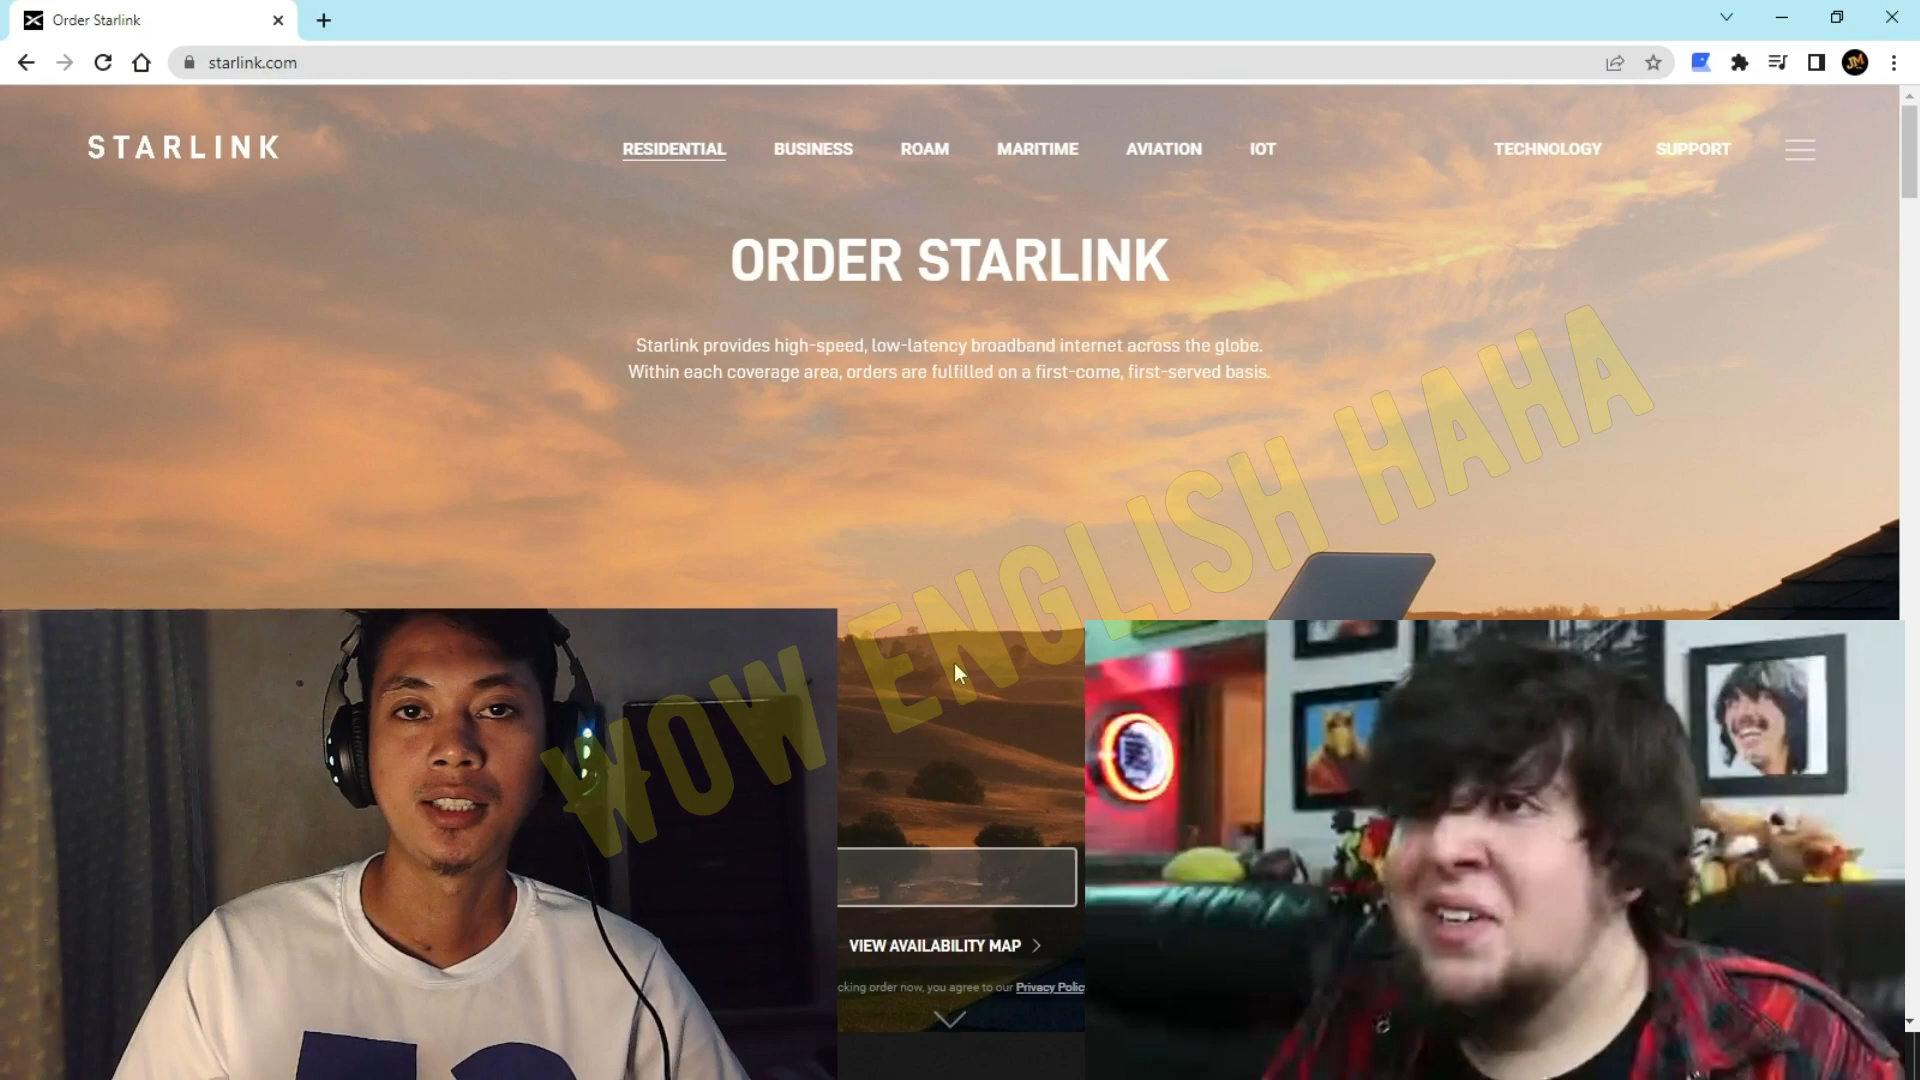 Order Starlink
starlink.com
JM
STARLINK
RESIDENTIAL BUSINESS ROAM MARITIME AVIATION IOT TECHNOLOGY SUPPORT
ORDER STARLINK
Starlink provides high-speed, low-latency broadband internet across the globe.
Within each coverage area, orders are fulfilled on a first-come, first-served basis.
WOW ENGLISH HAHA
VIEW AVAILABILITY MAP
order now, you agree to our Privacy